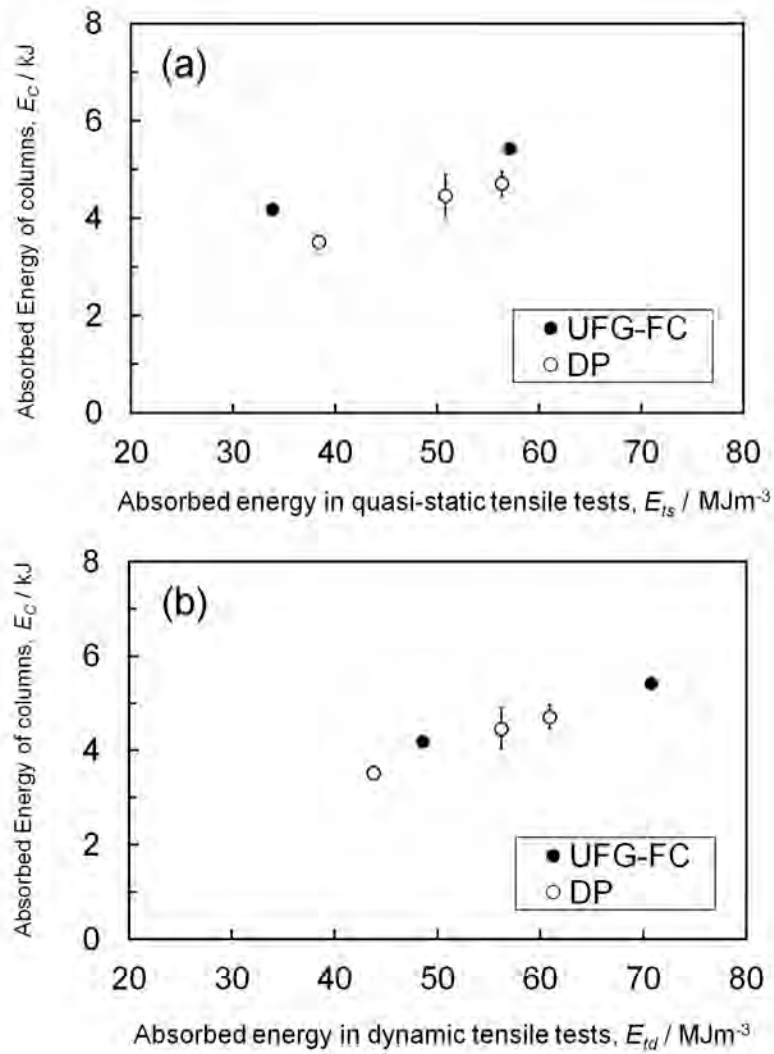 8
(a)
6
4
2
0
Absorbed Energy of columns, E_C / kJ
● UFG-FC
○ DP
20 30 40 50 60 70 80
Absorbed energy in quasi-static tensile tests, E_ts / MJm⁻³
8
(b)
6
4
2
0
Absorbed Energy of columns, E_C / kJ
● UFG-FC
○ DP
20 30 40 50 60 70 80
Absorbed energy in dynamic tensile tests, E_td / MJm⁻³